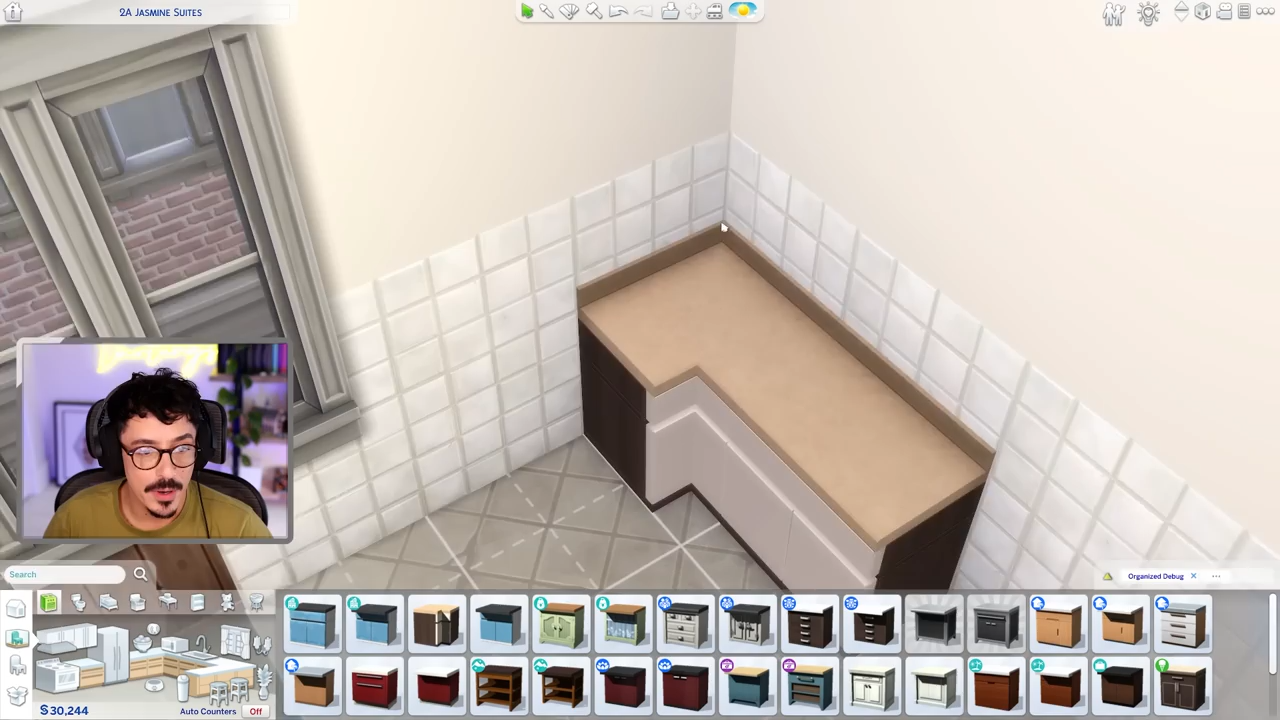 2A Jasmine Suites
Search
Organized Debug
§30,244
Auto Counters
Off